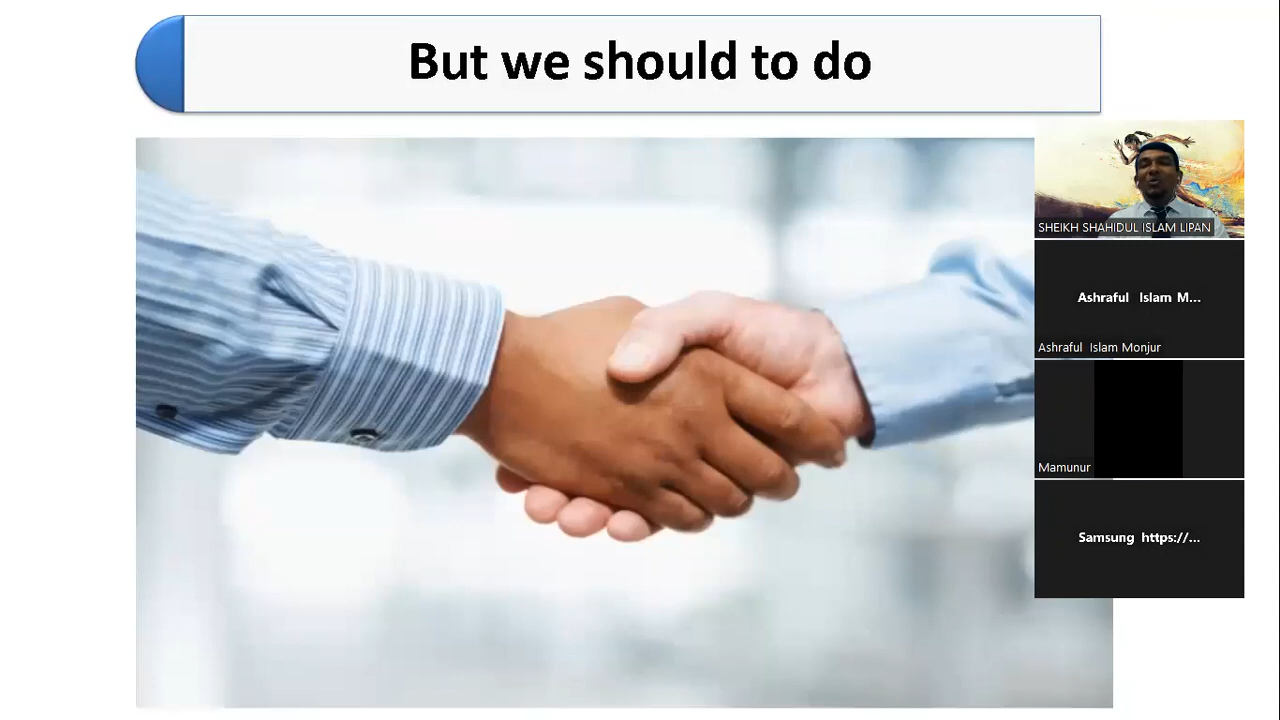 But we should to do
SHEIKH SHAHIDUL ISLAM LIPAN
Ashraful Islam M...
Ashraful Islam Monjur
Mamunur
Samsung https://...